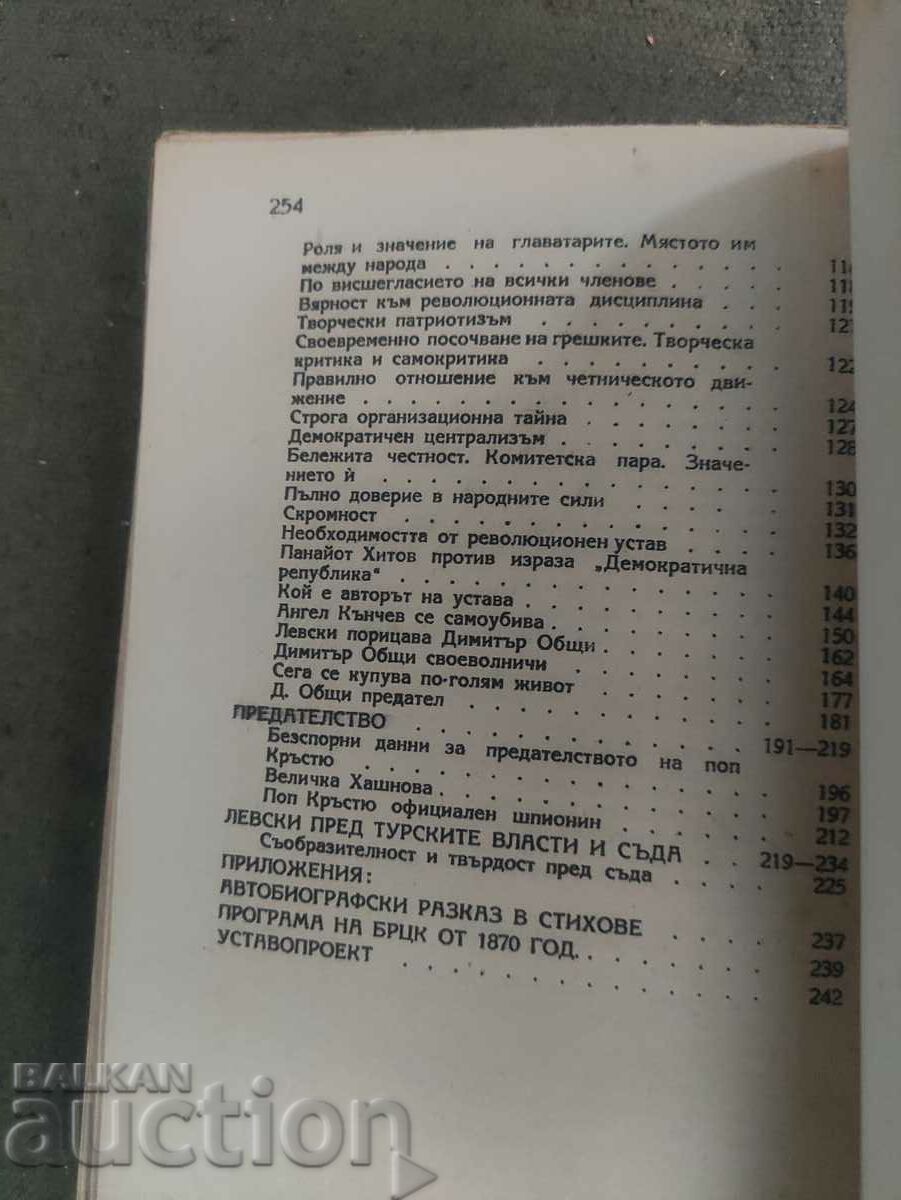 254
Роля и значение на главатарите. Мястото им
между народа . . . . . . . . . . . . . 
По висшегласието на всички членове . . . . 118
Вярност към революционната дисциплина . . . 119
Творчески патриотизъм . . . . . . . . . 121
Своевременно посочване на грешките. Творческа
критика и самокритика . . . . . . . . . 122
Правилно отношение към четническото дви-
жение . . . . . . . . . . . . . . . 124
Строга организационна тайна . . . . . . . 127
Демократичен централизъм . . . . . . . . 128
Бележита честност. Комитетска пара. Значе-
нието ѝ . . . . . . . . . . . . . . 130
Пълно доверие в народните сили . . . . . 131
Скромност . . . . . . . . . . . . . 132
Необходимостта от революционен устав . . . . 136
Панайот Хитов против израза „Демократична
република“ . . . . . . . . . . . . . 140
Кой е авторът на устава . . . . . . . . . 144
Ангел Кънчев се самоубива . . . . . . . . 150
Левски порицава Димитър Общи . . . . . . 162
Димитър Общи своеволничи . . . . . . . 164
Сега се купува по-голям живот . . . . . . 177
Д. Общи предател . . . . . . . . . . 181
ПРЕДАТЕЛСТВО . . . . . . . . . . . 191—219
Безспорни данни за предателството на поп
Кръстю . . . . . . . . . . . . . . 196
Величка Хашнова . . . . . . . . . . . 197
Поп Кръстю официален шпионин . . . . . . 212
ЛЕВСКИ ПРЕД ТУРСКИТЕ ВЛАСТИ И СЪДА . . 219—234
Съобразителност и твърдост пред съда . . . . 225
ПРИЛОЖЕНИЯ:
АВТОБИОГРАФСКИ РАЗКАЗ В СТИХОВЕ . . . . 237
ПРОГРАМА НА БРЦК ОТ 1870 ГОД. . . . . . . 239
УСТАВОПРОЕКТ . . . . . . . . . . . . 242
BALKAN
auction